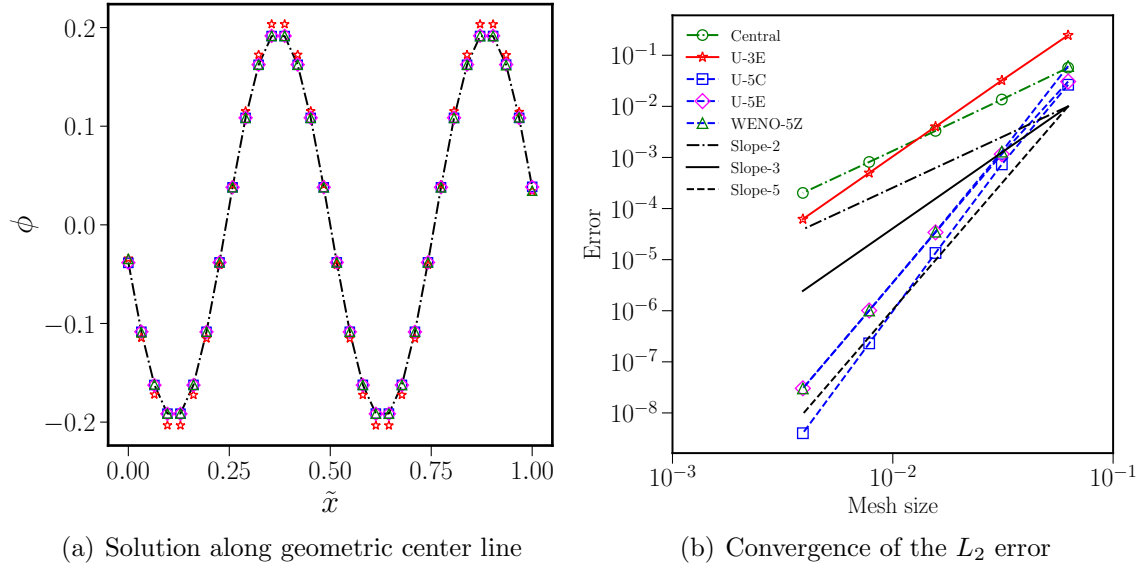 0.2
0.1
0.0
−0.1
−0.2
ϕ
0.00
0.25
0.50
0.75
1.00
x̃
(a) Solution along geometric center line
Central
U-3E
U-5C
U-5E
WENO-5Z
Slope-2
Slope-3
Slope-5
10⁻¹
10⁻²
10⁻³
10⁻⁴
10⁻⁵
10⁻⁶
10⁻⁷
10⁻⁸
Error
10⁻³
10⁻²
10⁻¹
Mesh size
(b) Convergence of the L₂ error